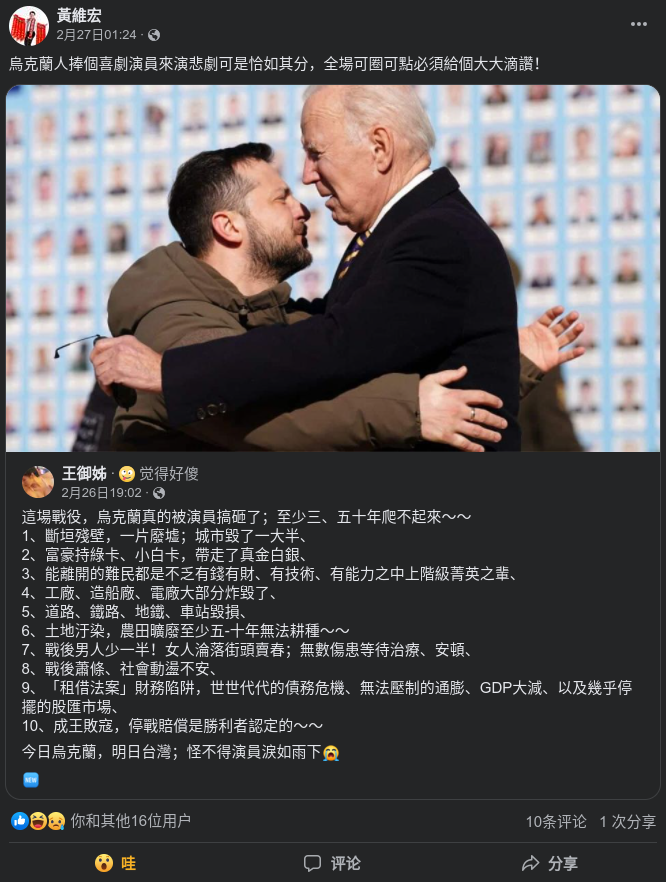 黃維宏
2月27日01:24 ·
烏克蘭人捧個喜劇演員來演悲劇可是恰如其分，全場可圈可點必須給個大大滴讚！
王御姊 · 觉得好傻
2月26日19:02 ·
這場戰役，烏克蘭真的被演員搞砸了；至少三、五十年爬不起來～～
1、斷垣殘壁，一片廢墟；城市毀了一大半、
2、富豪持綠卡、小白卡，帶走了真金白銀、
3、能離開的難民都是不乏有錢有財、有技術、有能力之中上階級菁英之輩、
4、工廠、造船廠、電廠大部分炸毀了、
5、道路、鐵路、地鐵、車站毀損、
6、土地汙染，農田曠廢至少五-十年無法耕種～～
7、戰後男人少一半！女人淪落街頭賣春；無數傷患等待治療、安頓、
8、戰後蕭條、社會動盪不安、
9、「租借法案」財務陷阱，世世代代的債務危機、無法壓制的通膨、GDP大減、以及幾乎停
擺的股匯市場、
10、成王敗寇，停戰賠償是勝利者認定的～～
今日烏克蘭，明日台灣；怪不得演員淚如雨下😭
🆕
你和其他16位用户
10条评论 1 次分享
哇 评论 分享